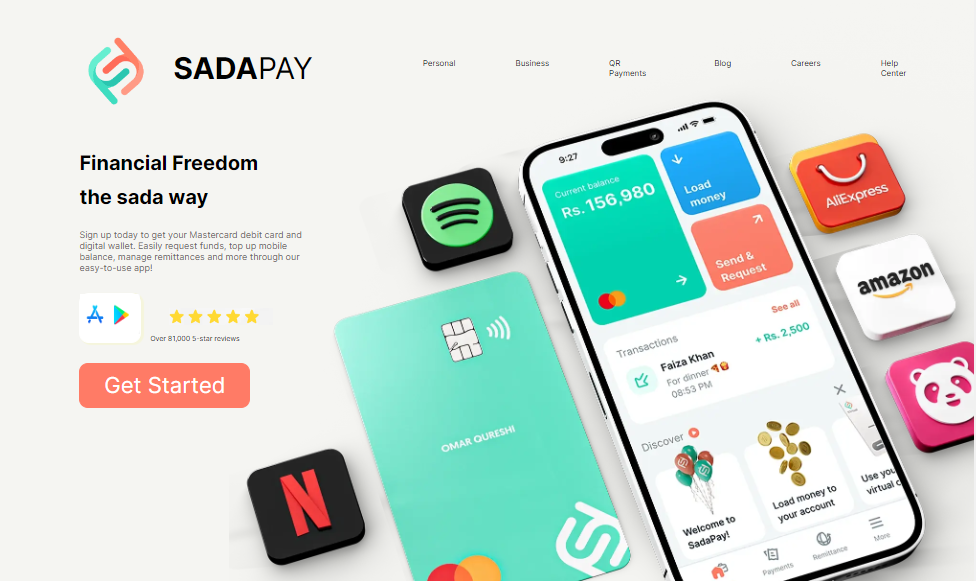 SADAPAY
Personal
Business
QR
Payments
Blog
Careers
Help
Center
Financial Freedom
the sada way
Sign up today to get your Mastercard debit card and
digital wallet. Easily request funds, top up mobile
balance, manage remittances and more through our
easy-to-use app!
Over 81,000 5-star reviews
Get Started
9:27
Current balance
Rs. 156,980
Load
money
Send &
Request
Transactions
See all
Faiza Khan
+ Rs. 2,500
For dinner
08:53 PM
Discover
Welcome to
SadaPay!
Load money to
your account
Use you
virtual c
Payments
Remittance
More
OMAR QURESHI
N
AliExpress
amazon